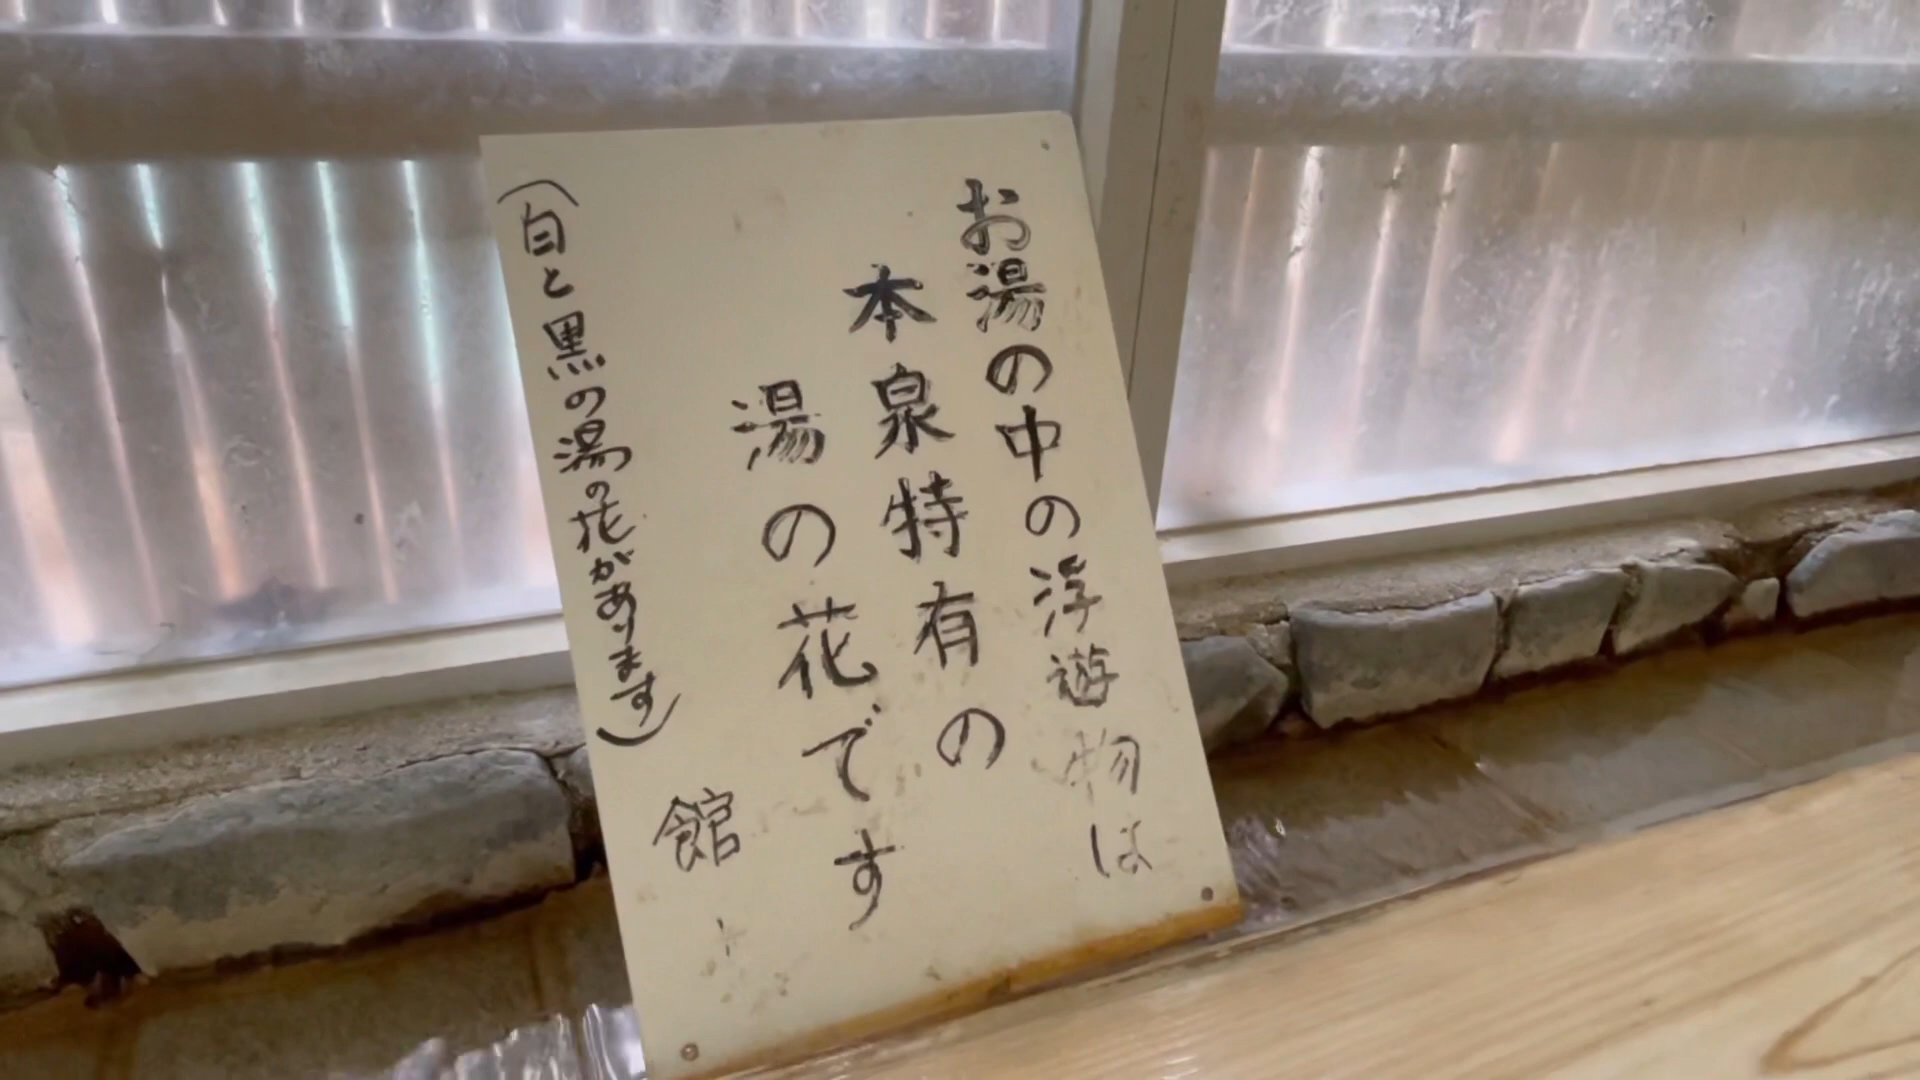 お湯の中の浮遊物は
本泉特有の
湯の花です
(白と黒の湯の花があります)
館